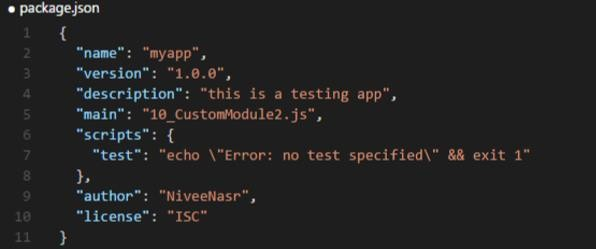 ● package.json
1 {
2 "name": "myapp",
3 "version": "1.0.0",
4 "description": "this is a testing app",
5 "main": "10_CustomModule2.js",
6 "scripts": {
7 "test": "echo \"Error: no test specified\" && exit 1"
8 },
9 "author": "NiveeNasr",
10 "license": "ISC"
11 }